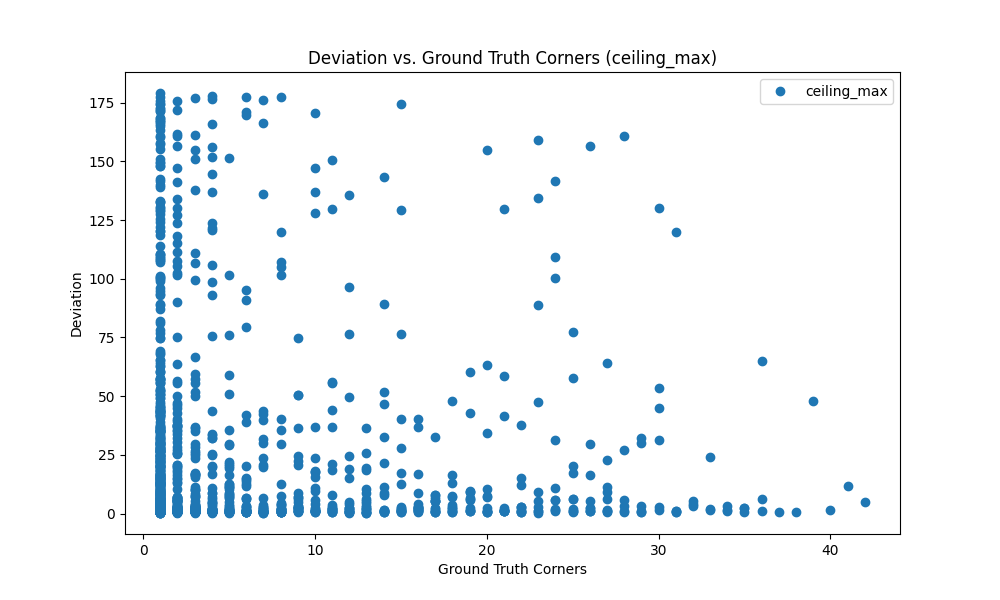 Deviation vs. Ground Truth Corners (ceiling_max)
ceiling_max
175
150
125
100
75
50
25
0
Deviation
0 10 20 30 40
Ground Truth Corners